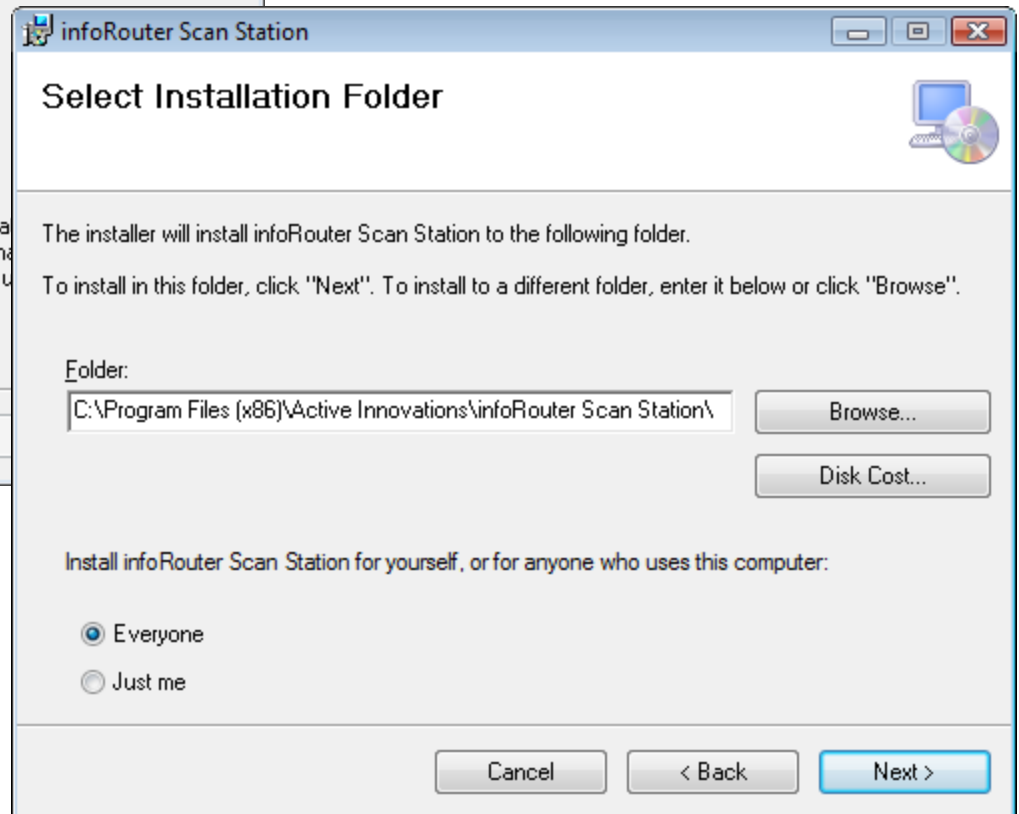 infoRouter Scan Station
Select Installation Folder
The installer will install infoRouter Scan Station to the following folder.
To install in this folder, click "Next". To install to a different folder, enter it below or click "Browse".
Folder:
C:\Program Files (x86)\Active Innovations\infoRouter Scan Station\
Browse...
Disk Cost...
Install infoRouter Scan Station for yourself, or for anyone who uses this computer:
Everyone
Just me
Cancel
< Back
Next >